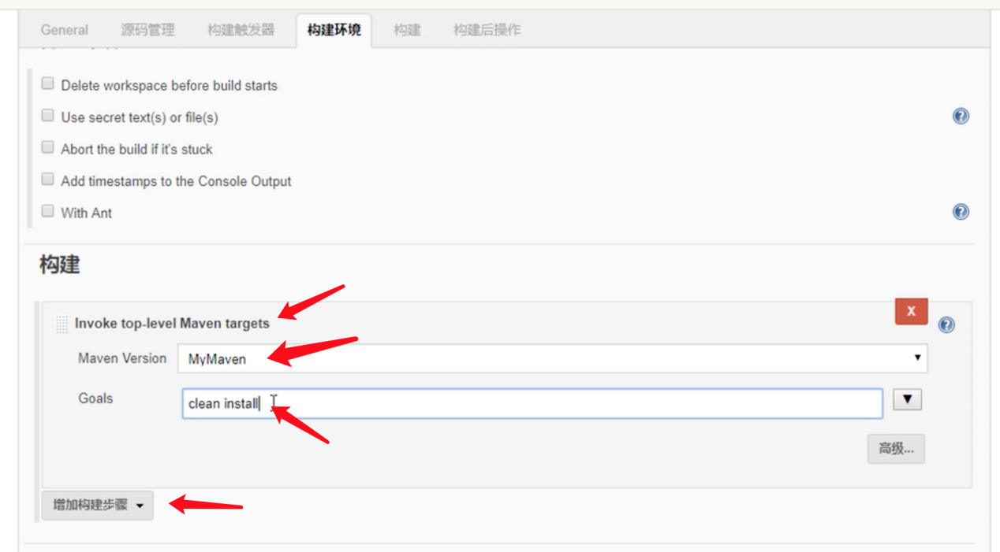 General 源码管理 构建触发器 构建环境 构建 构建后操作
Delete workspace before build starts
Use secret text(s) or file(s)
Abort the build if it's stuck
Add timestamps to the Console Output
With Ant
构建
X
Invoke top-level Maven targets
Maven Version MyMaven
Goals clean install
高级...
增加构建步骤